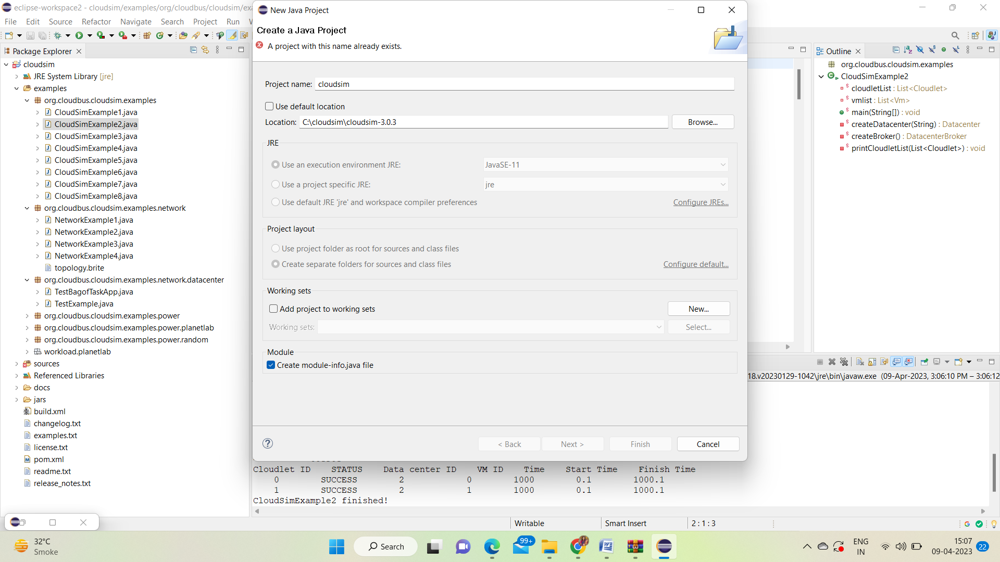 eclipse-workspace2 - cloudsim/examples/org/cloudbus/cloudsim/exa
File Edit Source Refactor Navigate Search Project Run
Package Explorer
cloudsim
JRE System Library [jre]
examples
org.cloudbus.cloudsim.examples
CloudSimExample1.java
CloudSimExample2.java
CloudSimExample3.java
CloudSimExample4.java
CloudSimExample5.java
CloudSimExample6.java
CloudSimExample7.java
CloudSimExample8.java
org.cloudbus.cloudsim.examples.network
NetworkExample1.java
NetworkExample2.java
NetworkExample3.java
NetworkExample4.java
topology.brite
org.cloudbus.cloudsim.examples.network.datacenter
TestBagofTaskApp.java
TestExample.java
org.cloudbus.cloudsim.examples.power
org.cloudbus.cloudsim.examples.power.planetlab
org.cloudbus.cloudsim.examples.power.random
workload.planetlab
sources
Referenced Libraries
docs
jars
build.xml
changelog.txt
examples.txt
license.txt
pom.xml
readme.txt
release_notes.txt
New Java Project
Create a Java Project
A project with this name already exists.
Project name: cloudsim
Use default location
Location: C:\cloudsim\cloudsim-3.0.3 Browse...
JRE
Use an execution environment JRE: JavaSE-11
Use a project specific JRE: jre
Use default JRE 'jre' and workspace compiler preferences Configure JREs...
Project layout
Use project folder as root for sources and class files
Create separate folders for sources and class files Configure default...
Working sets
Add project to working sets New...
Working sets: Select...
Module
Create module-info.java file
< Back Next > Finish Cancel
Outline
org.cloudbus.cloudsim.examples
CloudSimExample2
cloudletList : List<Cloudlet>
vmlist : List<Vm>
main(String[]) : void
createDatacenter(String) : Datacenter
createBroker() : DatacenterBroker
printCloudletList(List<Cloudlet>) : void
18.v20230129-1042\jre\bin\javaw.exe (09-Apr-2023, 3:06:10 PM – 3:06:12
Cloudlet ID STATUS Data center ID VM ID Time Start Time Finish Time
0 SUCCESS 2 0 1000 0.1 1000.1
1 SUCCESS 2 1 1000 0.1 1000.1
CloudSimExample2 finished!
Writable Smart Insert 2 : 1 : 3
32°C
Smoke
Search
99+
ENG
IN
15:07
09-04-2023
22